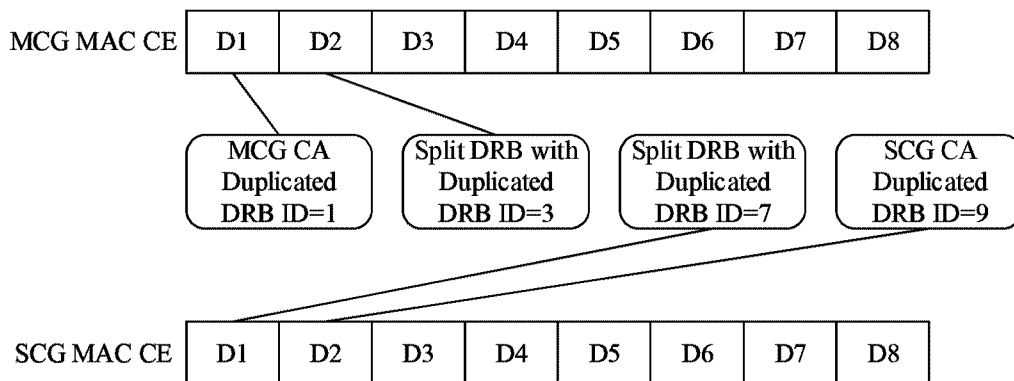 MCG MAC CE D1 D2 D3 D4 D5 D6 D7 D8
MCG CA
Duplicated
DRB ID=1
Split DRB with
Duplicated
DRB ID=3
Split DRB with
Duplicated
DRB ID=7
SCG CA
Duplicated
DRB ID=9
SCG MAC CE D1 D2 D3 D4 D5 D6 D7 D8